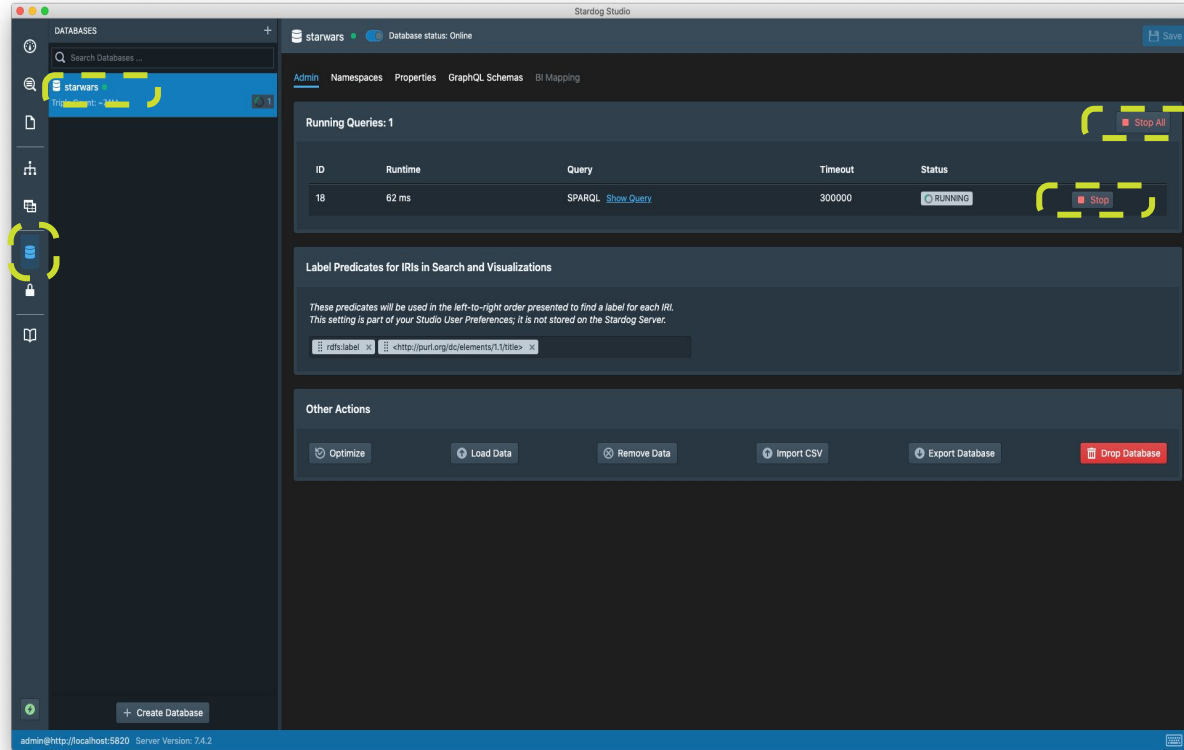 Stardog Studio
DATABASES +
Search Databases ...
starwars
1
starwars Database status: Online Save
Admin Namespaces Properties GraphQL Schemas BI Mapping
Running Queries: 1 Stop All
ID Runtime Query Timeout Status
18 62 ms SPARQL Show Query 300000 RUNNING Stop
Label Predicates for IRIs in Search and Visualizations
These predicates will be used in the left-to-right order presented to find a label for each IRI.
This setting is part of your Studio User Preferences; it is not stored on the Stardog Server.
rdfs:label × <http://purl.org/dc/elements/1.1/title> ×
Other Actions
Optimize Load Data Remove Data Import CSV Export Database Drop Database
+ Create Database
admin@http://localhost:5820 Server Version: 7.4.2